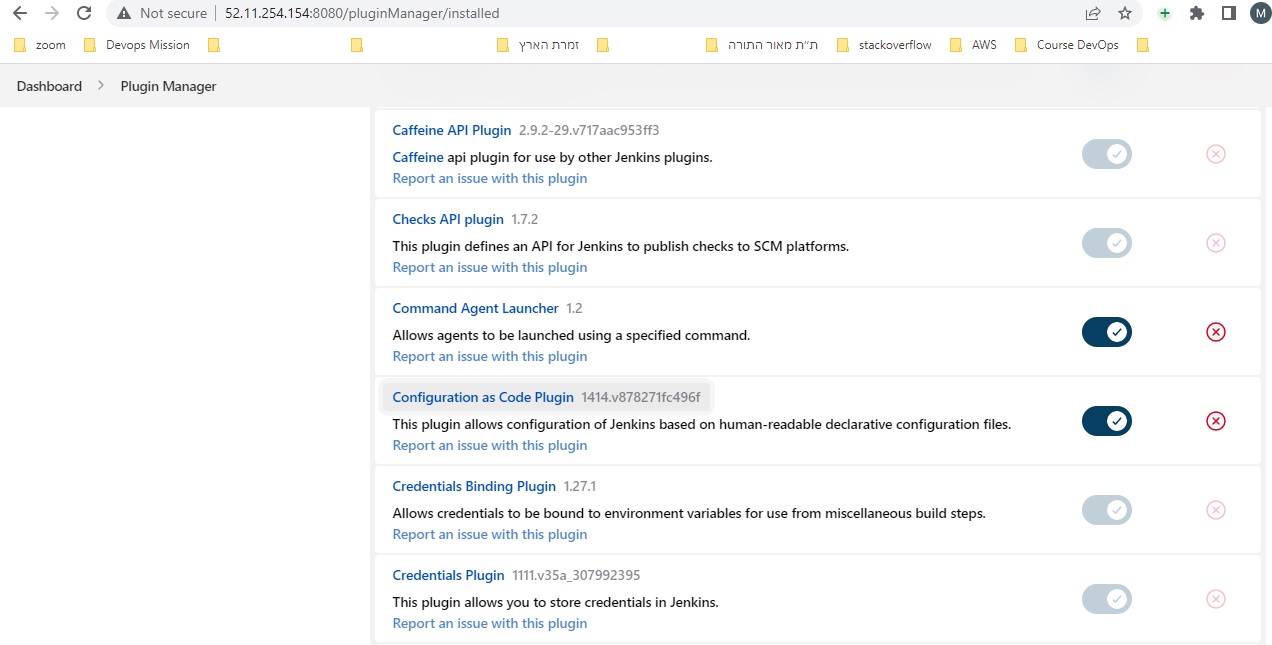 Not secure | 52.11.254.154:8080/pluginManager/installed M
zoom Devops Mission זמרת הארץ ת״ת מאור התורה stackoverflow AWS Course DevOps
Dashboard > Plugin Manager
Caffeine API Plugin 2.9.2-29.v717aac953ff3
Caffeine api plugin for use by other Jenkins plugins.
Report an issue with this plugin
Checks API plugin 1.7.2
This plugin defines an API for Jenkins to publish checks to SCM platforms.
Report an issue with this plugin
Command Agent Launcher 1.2
Allows agents to be launched using a specified command.
Report an issue with this plugin
Configuration as Code Plugin 1414.v878271fc496f
This plugin allows configuration of Jenkins based on human-readable declarative configuration files.
Report an issue with this plugin
Credentials Binding Plugin 1.27.1
Allows credentials to be bound to environment variables for use from miscellaneous build steps.
Report an issue with this plugin
Credentials Plugin 1111.v35a_307992395
This plugin allows you to store credentials in Jenkins.
Report an issue with this plugin